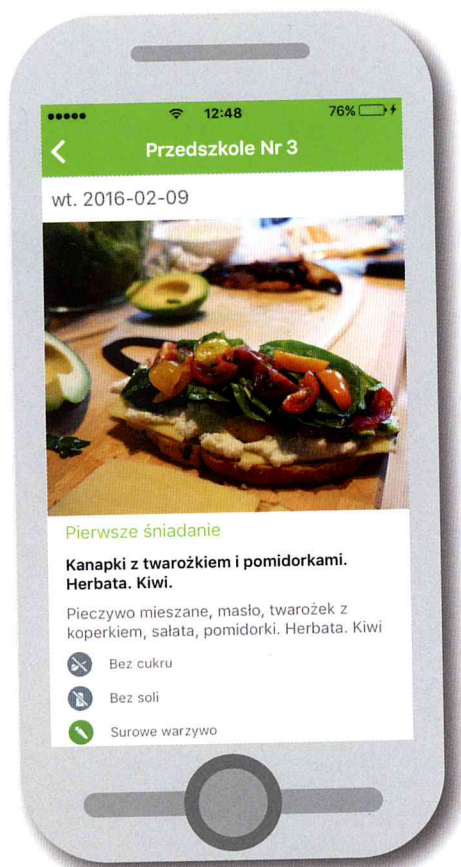 12:48
76%
Przedszkole Nr 3
wt. 2016-02-09
Pierwsze śniadanie
Kanapki z twarożkiem i pomidorkami.
Herbata. Kiwi.
Pieczywo mieszane, masło, twarożek z
koperkiem, sałata, pomidorki. Herbata. Kiwi
Bez cukru
Bez soli
Surowe warzywo